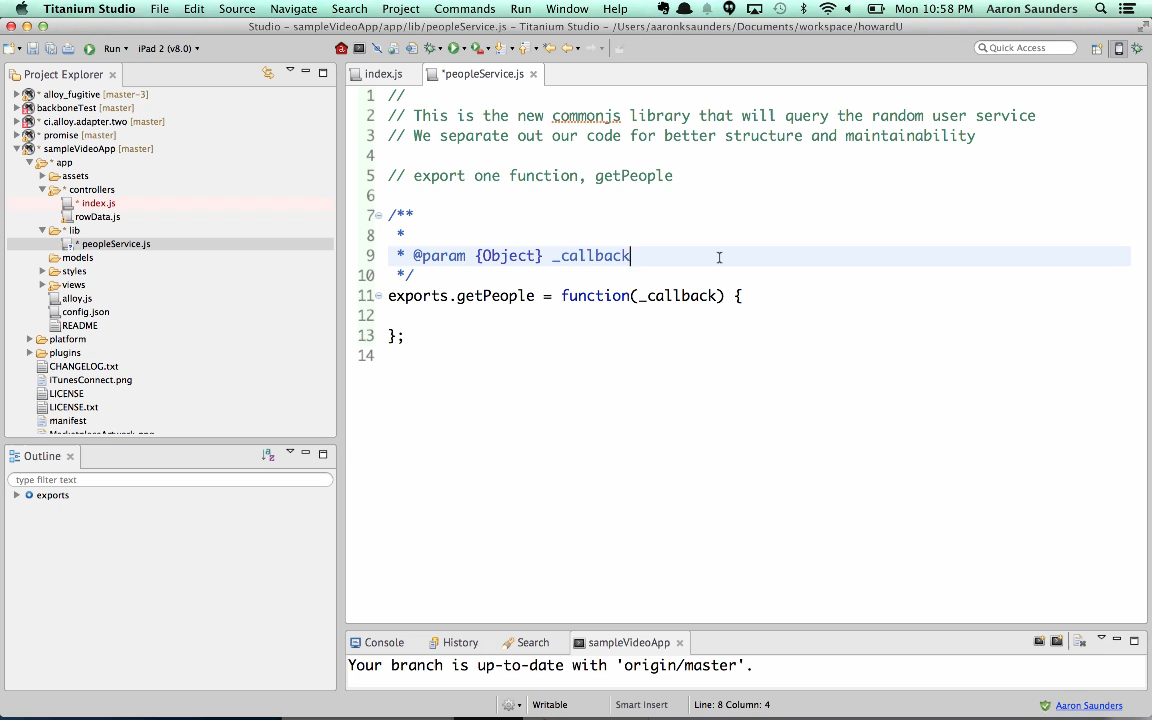 Titanium Studio File Edit Source Navigate Search Project Commands Run Window Help Mon 10:58 PM Aaron Saunders
Studio - sampleVideoApp/app/lib/peopleService.js - Titanium Studio - /Users/aaronksaunders/Documents/workspace/howardU
Run iPad 2 (v8.0) Quick Access
Project Explorer
* alloy_fugitive [master-3]
backboneTest [master]
* ci.alloy.adapter.two [master]
* promise [master]
* sampleVideoApp [master]
* app
assets
* controllers
* index.js
rowData.js
* lib
* peopleService.js
models
* styles
* views
alloy.js
config.json
README
platform
plugins
CHANGELOG.txt
iTunesConnect.png
LICENSE
LICENSE.txt
manifest
MarketplaceArtwork.png
Outline
type filter text
exports
index.js *peopleService.js
1 //
2 // This is the new commonjs library that will query the random user service
3 // We separate out our code for better structure and maintainability
4
5 // export one function, getPeople
6
7 /**
8 *
9 * @param {Object} _callback
10 */
11 exports.getPeople = function(_callback) {
12
13 };
14
Console History Search sampleVideoApp
Your branch is up-to-date with 'origin/master'.
Writable Smart Insert Line: 8 Column: 4 Aaron Saunders